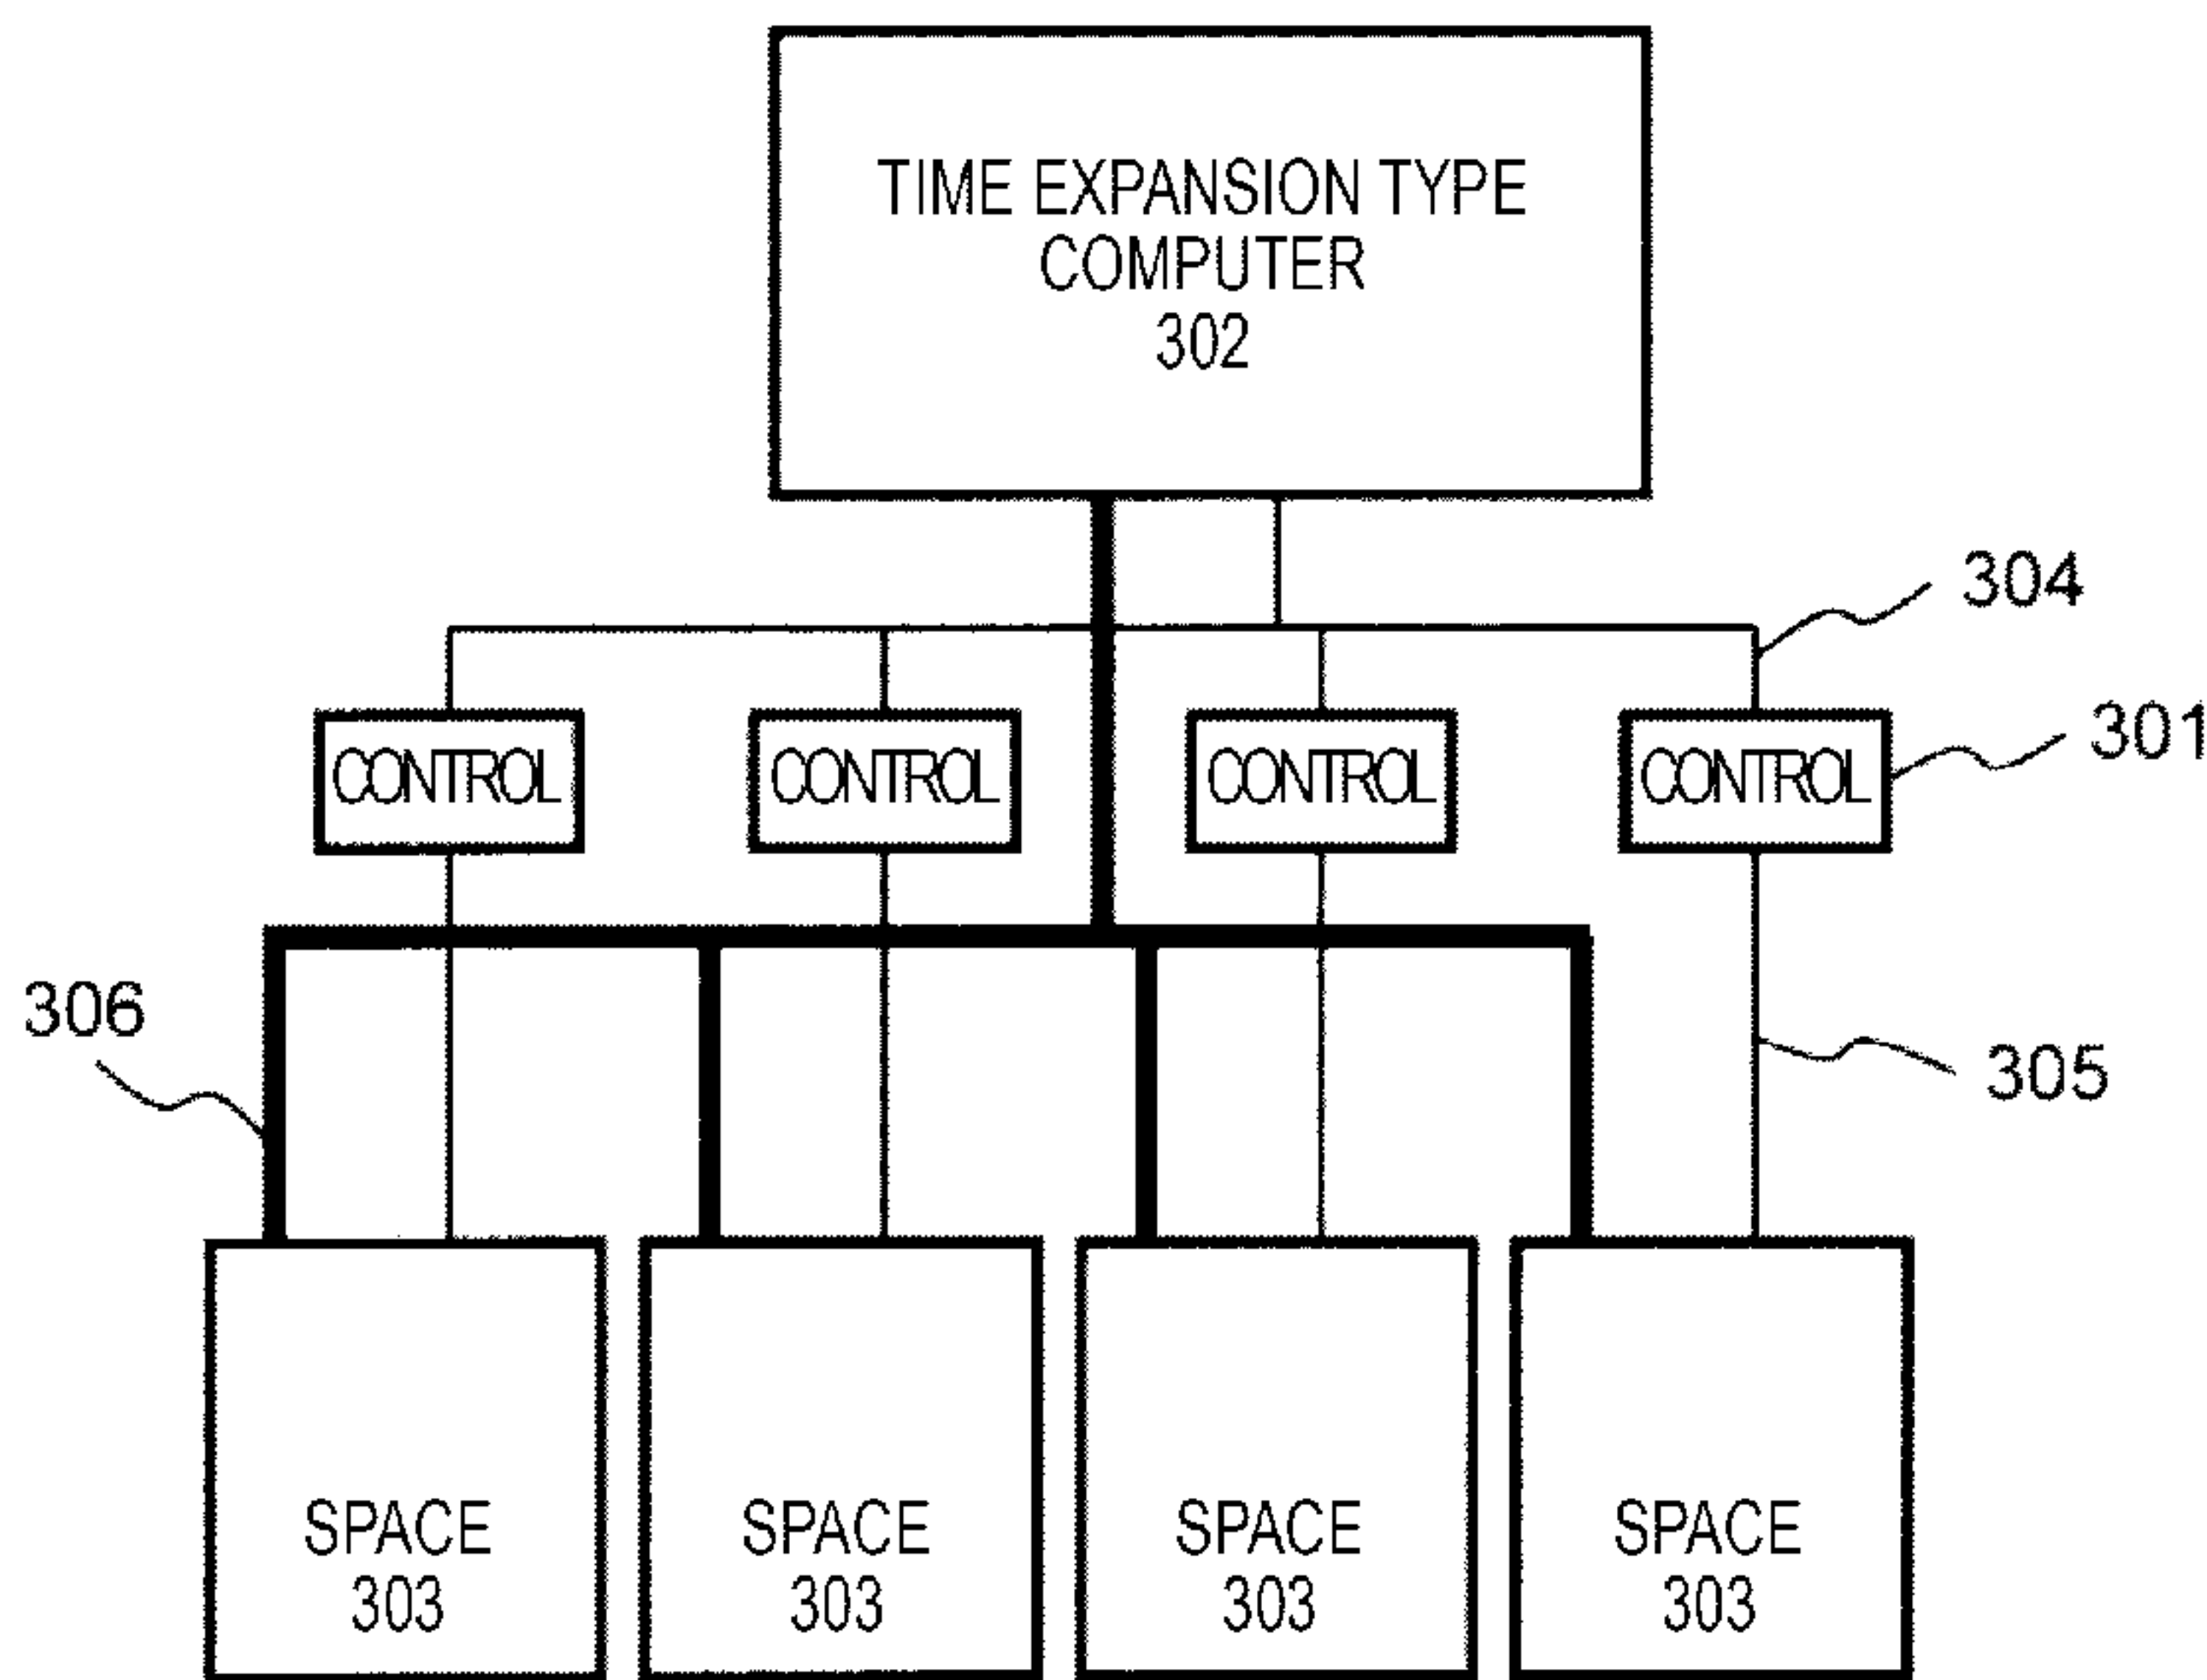 TIME EXPANSION TYPE
COMPUTER
302
304
301
CONTROL
CONTROL
CONTROL
CONTROL
306
305
SPACE
303
SPACE
303
SPACE
303
SPACE
303